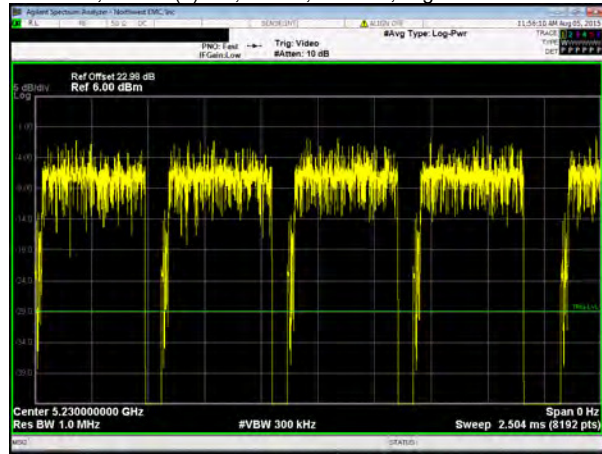 Agilent Spectrum Analyzer - Northwest EMC, Inc
RL RF 50 Ω DC SENSE:INT ALIGN OFF 11:56:10 AM Aug 05, 2015
#Avg Type: Log-Pwr TRACE 1 2 3 4 5 6
PNO: Fast Trig: Video TYPE
IFGain:Low #Atten: 10 dB DET P P P P P P
Ref Offset 22.98 dB
5 dB/div Ref 6.00 dBm
Log
1.00
-4.00
-9.00
-14.0
-19.0
-24.0
-29.0 TRIG LVL
-34.0
-39.0
Center 5.230000000 GHz Span 0 Hz
Res BW 1.0 MHz #VBW 300 kHz Sweep 2.504 ms (8192 pts)
MSG STATUS